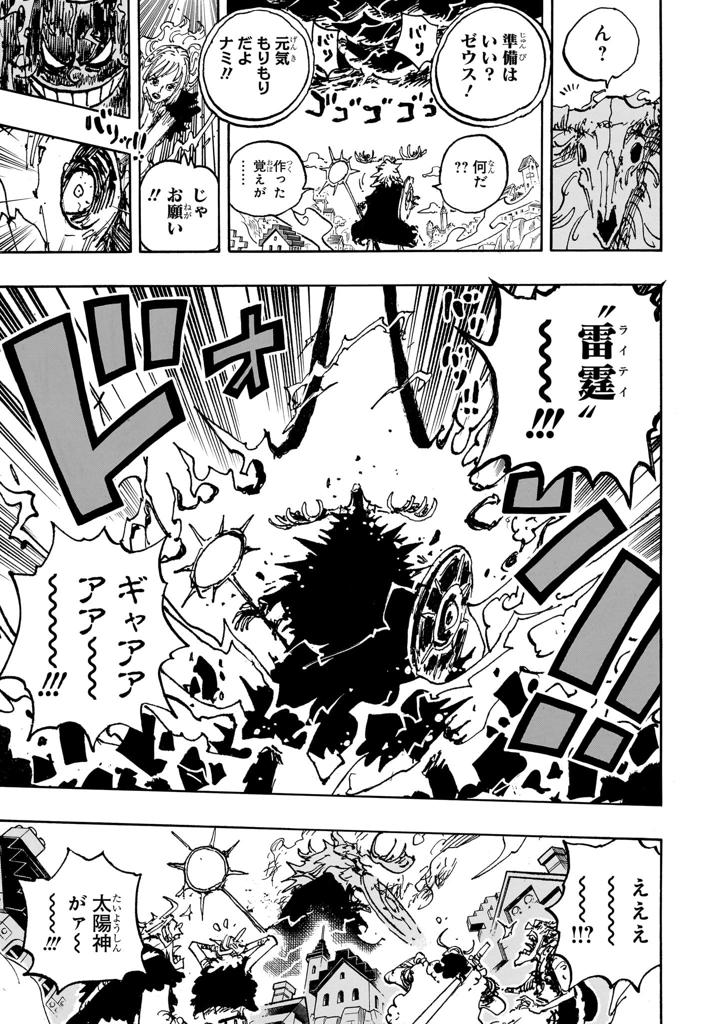 ん？
準備は
いい？
ゼウス！
バリ
バリ
ゴゴゴゴゴ
元気
もりもり
だよ
ナミ!!
何だ
??
作った
覚えが
……
じゃ
お願い
!!
バリッ!!
“雷霆”
～～!!!
ドォ
!!
ギャアア
アア～～
～～!!!
えええ
～～!!?
太陽神
がァ～
!!!